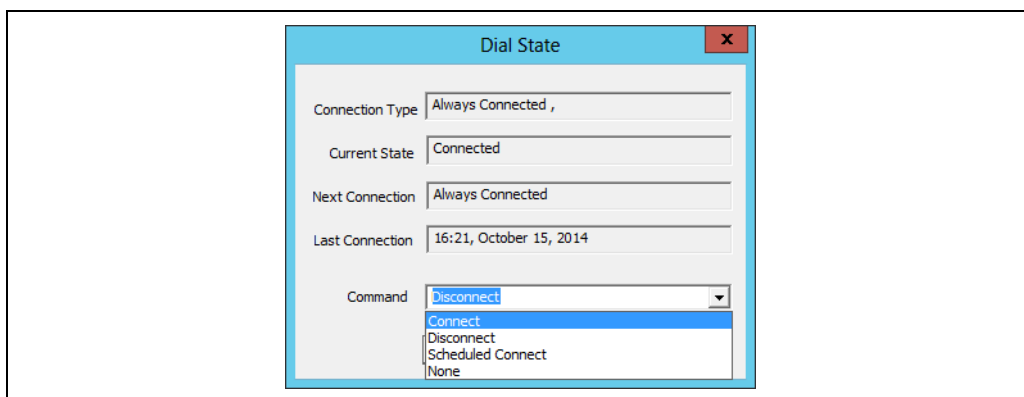 Dial State
x
Connection Type Always Connected ,
Current State Connected
Next Connection Always Connected
Last Connection 16:21, October 15, 2014
Command Disconnect
Connect
Disconnect
Scheduled Connect
None